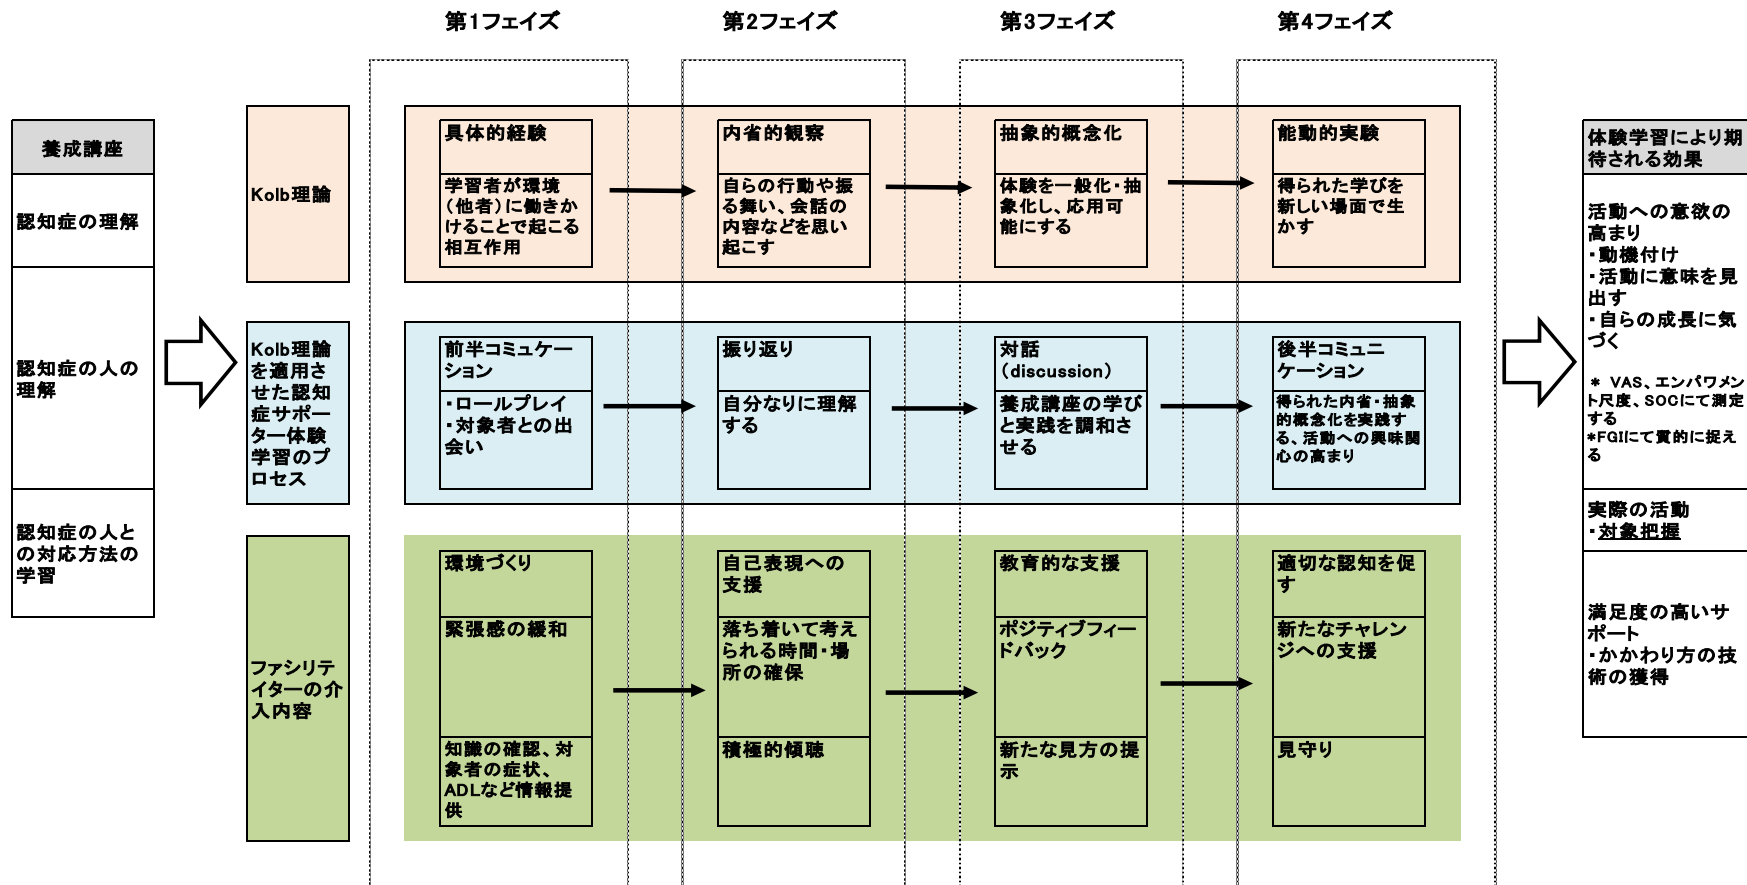 第1フェイズ
第2フェイズ
第3フェイズ
第4フェイズ
養成講座
認知症の理解
認知症の人の
理解
認知症の人と
の対応方法の
学習
Kolb理論
具体的経験
学習者が環境
（他者）に働きか
けることで起こる
相互作用
内省的観察
自らの行動や振
る舞い、会話の
内容などを思い
起こす
抽象的概念化
体験を一般化・抽
象化し、応用可
能にする
能動的実験
得られた学びを
新しい場面で生
かす
Kolb理論
を適用さ
せた認知
症サポー
ター体験
学習のプ
ロセス
前半コミュケー
ション
・ロールプレイ
・対象者との出
会い
振り返り
自分なりに理解
する
対話
（discussion）
養成講座の学び
と実践を調和さ
せる
後半コミュニ
ケーション
得られた内省・抽象
的概念化を実践す
る、活動への興味関
心の高まり
ファシリテ
イターの介
入内容
環境づくり
緊張感の緩和
知識の確認、対
象者の症状、
ADLなど情報提
供
自己表現への
支援
落ち着いて考え
られる時間・場
所の確保
積極的傾聴
教育的な支援
ポジティブフィー
ドバック
新たな見方の提
示
適切な認知を促
す
新たなチャレン
ジへの支援
見守り
体験学習により期
待される効果
活動への意欲の
高まり
・動機付け
・活動に意味を見
出す
・自らの成長に気
づく
* VAS、エンパワメン
ト尺度、SOCにて測定
する
*FGIにて質的に捉え
る
実際の活動
・対象把握
満足度の高いサ
ポート
・かかわり方の技
術の獲得